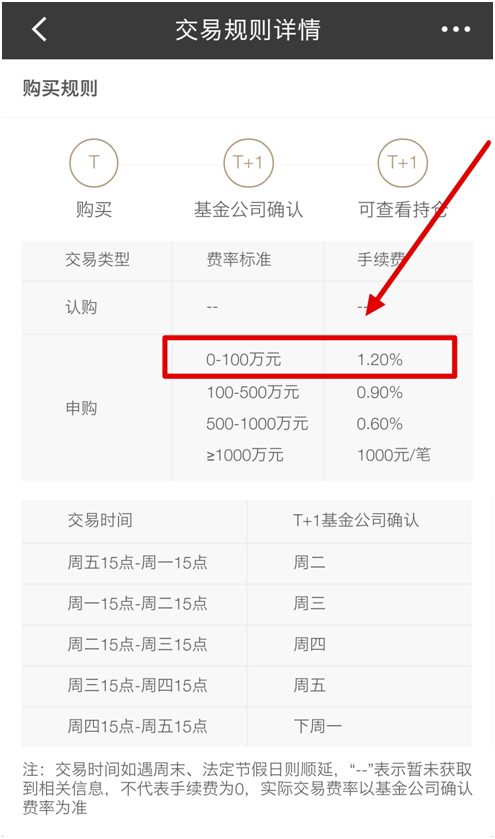 交易规则详情
购买规则
T
T+1
T+1
购买
基金公司确认
可查看持仓
交易类型 费率标准 手续费
认购 -- --
申购
0-100万元 1.20%
100-500万元 0.90%
500-1000万元 0.60%
≥1000万元 1000元/笔
交易时间 T+1基金公司确认
周五15点-周一15点 周二
周一15点-周二15点 周三
周二15点-周三15点 周四
周三15点-周四15点 周五
周四15点-周五15点 下周一
注：交易时间如遇周末、法定节假日则顺延，“--”表示暂未获取
到相关信息，不代表手续费为0，实际交易费率以基金公司确认
费率为准